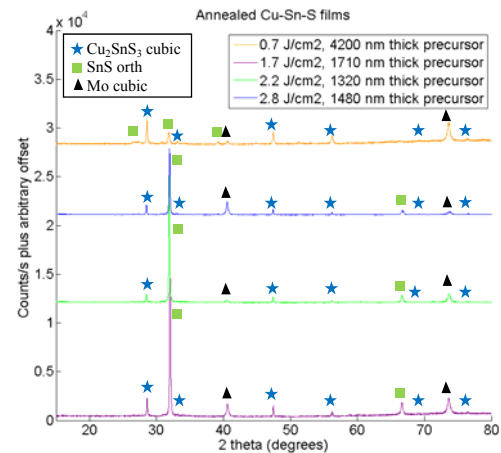 Annealed Cu-Sn-S films
x 10⁴
4
3.5
3
2.5
2
1.5
1
0.5
0
Counts/s plus arbitrary offset
Cu₂SnS₃ cubic
SnS orth
Mo cubic
0.7 J/cm2, 4200 nm thick precursor
1.7 J/cm2, 1710 nm thick precursor
2.2 J/cm2, 1320 nm thick precursor
2.8 J/cm2, 1480 nm thick precursor
20 30 40 50 60 70 80
2 theta (degrees)